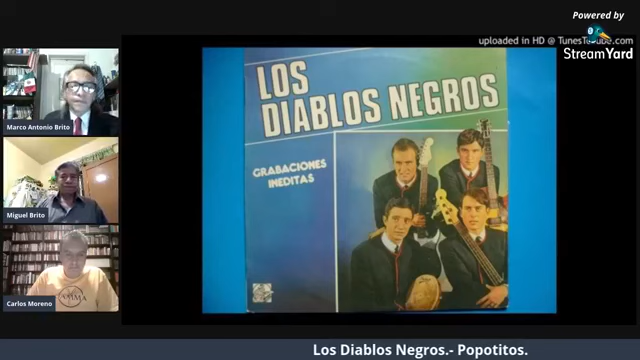 Powered by
StreamYard
uploaded in HD @ TunesToTube.com
LOS
DIABLOS NEGROS
GRABACIONES
INEDITAS
Marco Antonio Brito
Miguel Brito
Carlos Moreno
AMMA
Los Diablos Negros.- Popotitos.